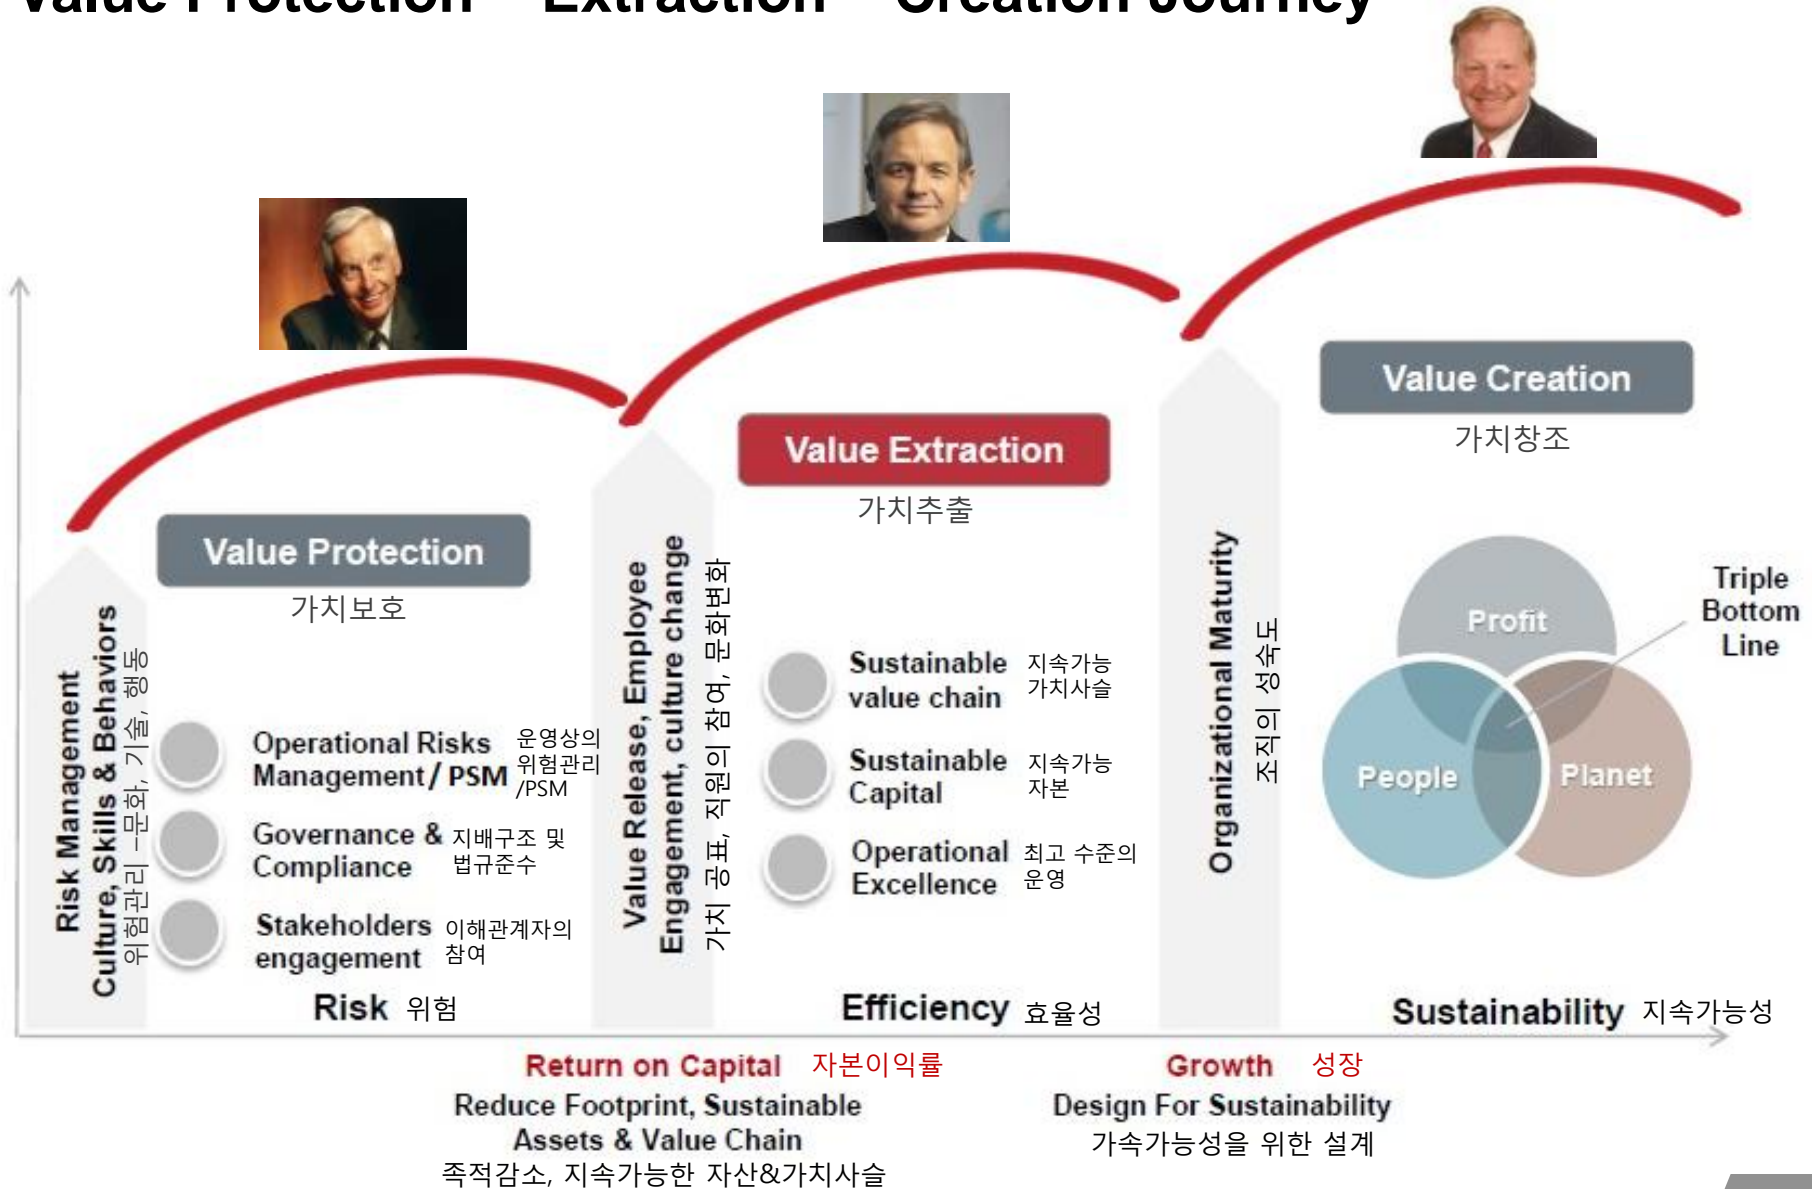 Value Protection – Extraction – Creation Journey
Value Protection
가치보호
Risk Management
Culture, Skills & Behaviors
위험관리 –문화, 기술, 행동
Operational Risks
Management / PSM
운영상의
위험관리
/PSM
Governance &
Compliance
지배구조 및
법규준수
Stakeholders
engagement
이해관계자의
참여
Risk 위험
Value Extraction
가치추출
Value Release, Employee
Engagement, culture change
가치 공표, 직원의 참여, 문화변화
Sustainable
value chain
지속가능
가치사슬
Sustainable
Capital
지속가능
자본
Operational
Excellence
최고 수준의
운영
Efficiency 효율성
Value Creation
가치창조
Organizational Maturity
조직의 성숙도
Profit
People
Planet
Triple
Bottom
Line
Sustainability 지속가능성
Return on Capital 자본이익률
Reduce Footprint, Sustainable
Assets & Value Chain
족적감소, 지속가능한 자산&가치사슬
Growth 성장
Design For Sustainability
가속가능성을 위한 설계